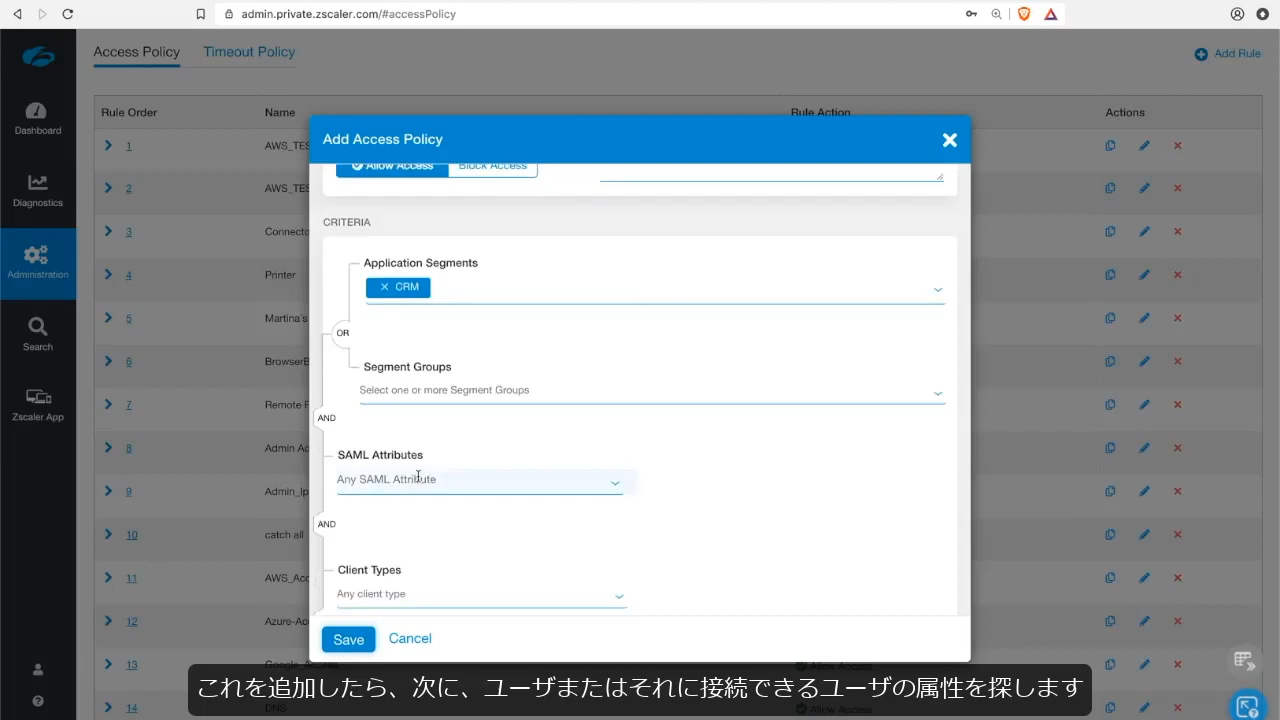 admin.private.zscaler.com/#accessPolicy
Access Policy
Timeout Policy
Add Rule
Dashboard
Diagnostics
Administration
Search
Zscaler App
Rule Order
Name
Rule Action
Actions
1
AWS_TES
2
AWS_TES
3
Connecto
4
Printer
5
Martina's
6
BrowserB
7
Remote F
8
Admin Ad
9
Admin_Ip
10
catch all
11
AWS_Acc
12
Azure-Acc
13
Google_Access
Allow Access
14
DNS
Allow Access
Add Access Policy
Allow Access
Block Access
CRITERIA
Application Segments
CRM
OR
Segment Groups
Select one or more Segment Groups
AND
SAML Attributes
Any SAML Attribute
AND
Client Types
Any client type
Save
Cancel
これを追加したら、次に、ユーザまたはそれに接続できるユーザの属性を探します